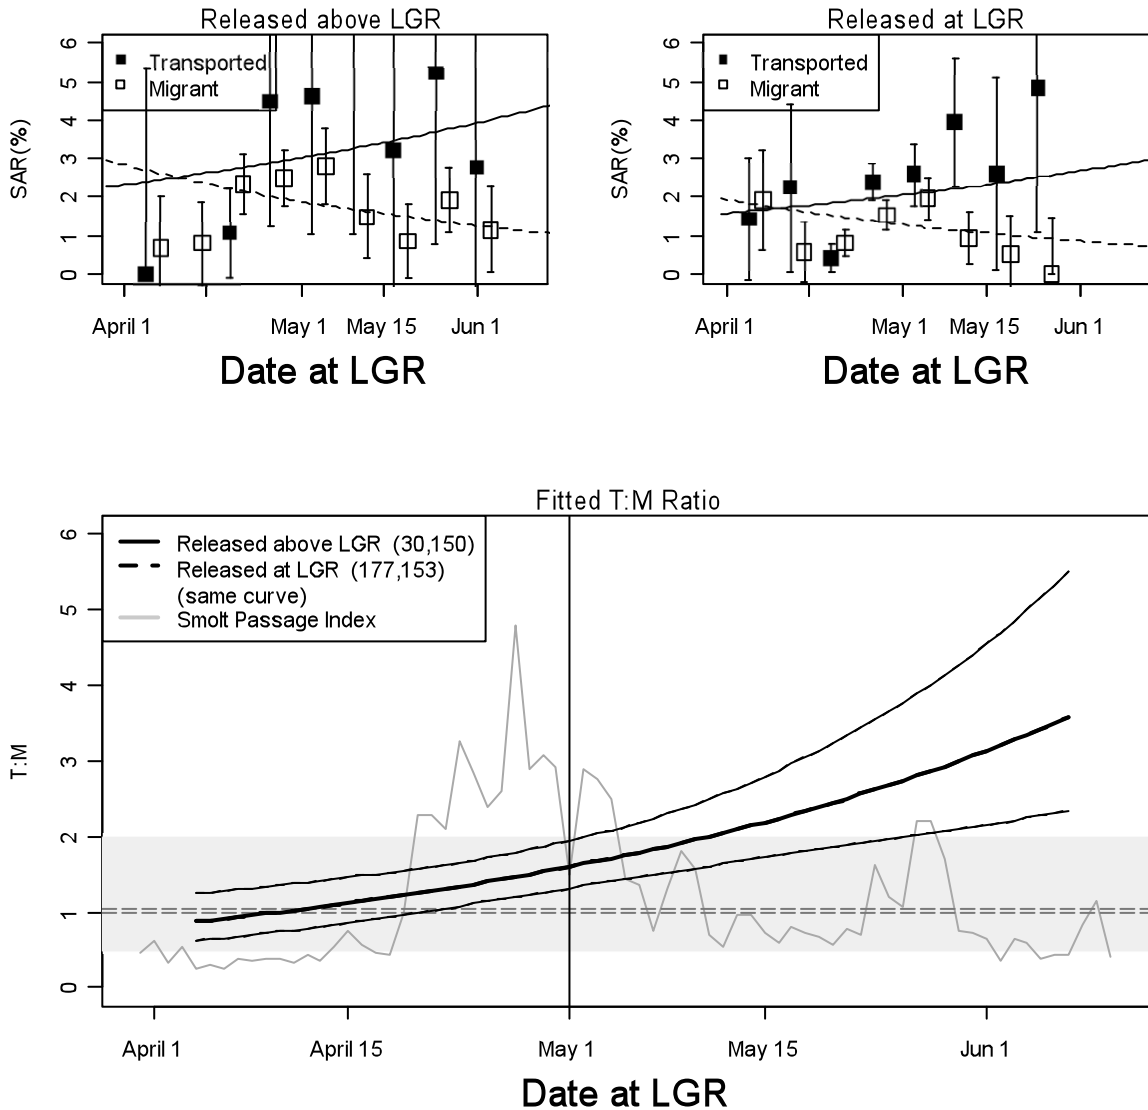 Released above LGR
Transported
Migrant
SAR(%)
0
1
2
3
4
5
6
April 1
May 1
May 15
Jun 1
Date at LGR
Released at LGR
Transported
Migrant
SAR(%)
0
1
2
3
4
5
6
April 1
May 1
May 15
Jun 1
Date at LGR
Fitted T:M Ratio
Released above LGR (30,150)
Released at LGR (177,153)
(same curve)
Smolt Passage Index
T:M
0
1
2
3
4
5
6
April 1
April 15
May 1
May 15
Jun 1
Date at LGR